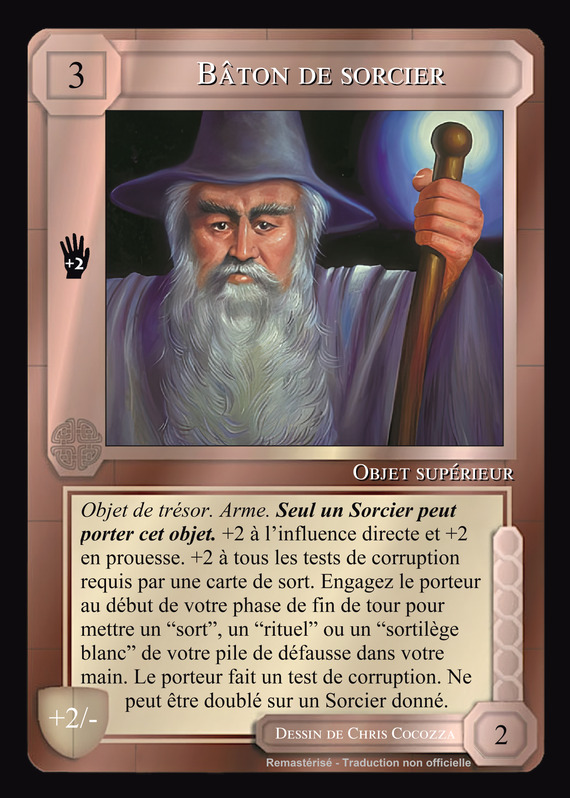 3
BÂTON DE SORCIER
+2
OBJET SUPÉRIEUR
Objet de trésor. Arme. Seul un Sorcier peut
porter cet objet. +2 à l’influence directe et +2
en prouesse. +2 à tous les tests de corruption
requis par une carte de sort. Engagez le porteur
au début de votre phase de fin de tour pour
mettre un “sort”, un “rituel” ou un “sortilège
blanc” de votre pile de défausse dans votre
main. Le porteur fait un test de corruption. Ne
peut être doublé sur un Sorcier donné.
+2/-
DESSIN DE CHRIS COCOZZA
2
Remastérisé - Traduction non officielle